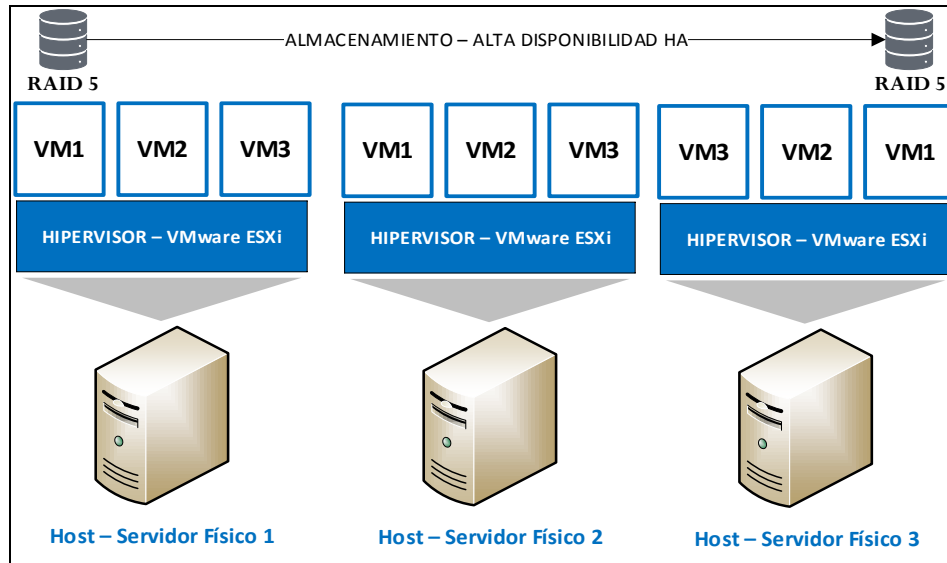 ALMACENAMIENTO – ALTA DISPONIBILIDAD HA
RAID 5
RAID 5
VM1
VM2
VM3
VM1
VM2
VM3
VM3
VM2
VM1
HIPERVISOR – VMware ESXi
HIPERVISOR – VMware ESXi
HIPERVISOR – VMware ESXi
Host – Servidor Físico 1
Host – Servidor Físico 2
Host – Servidor Físico 3